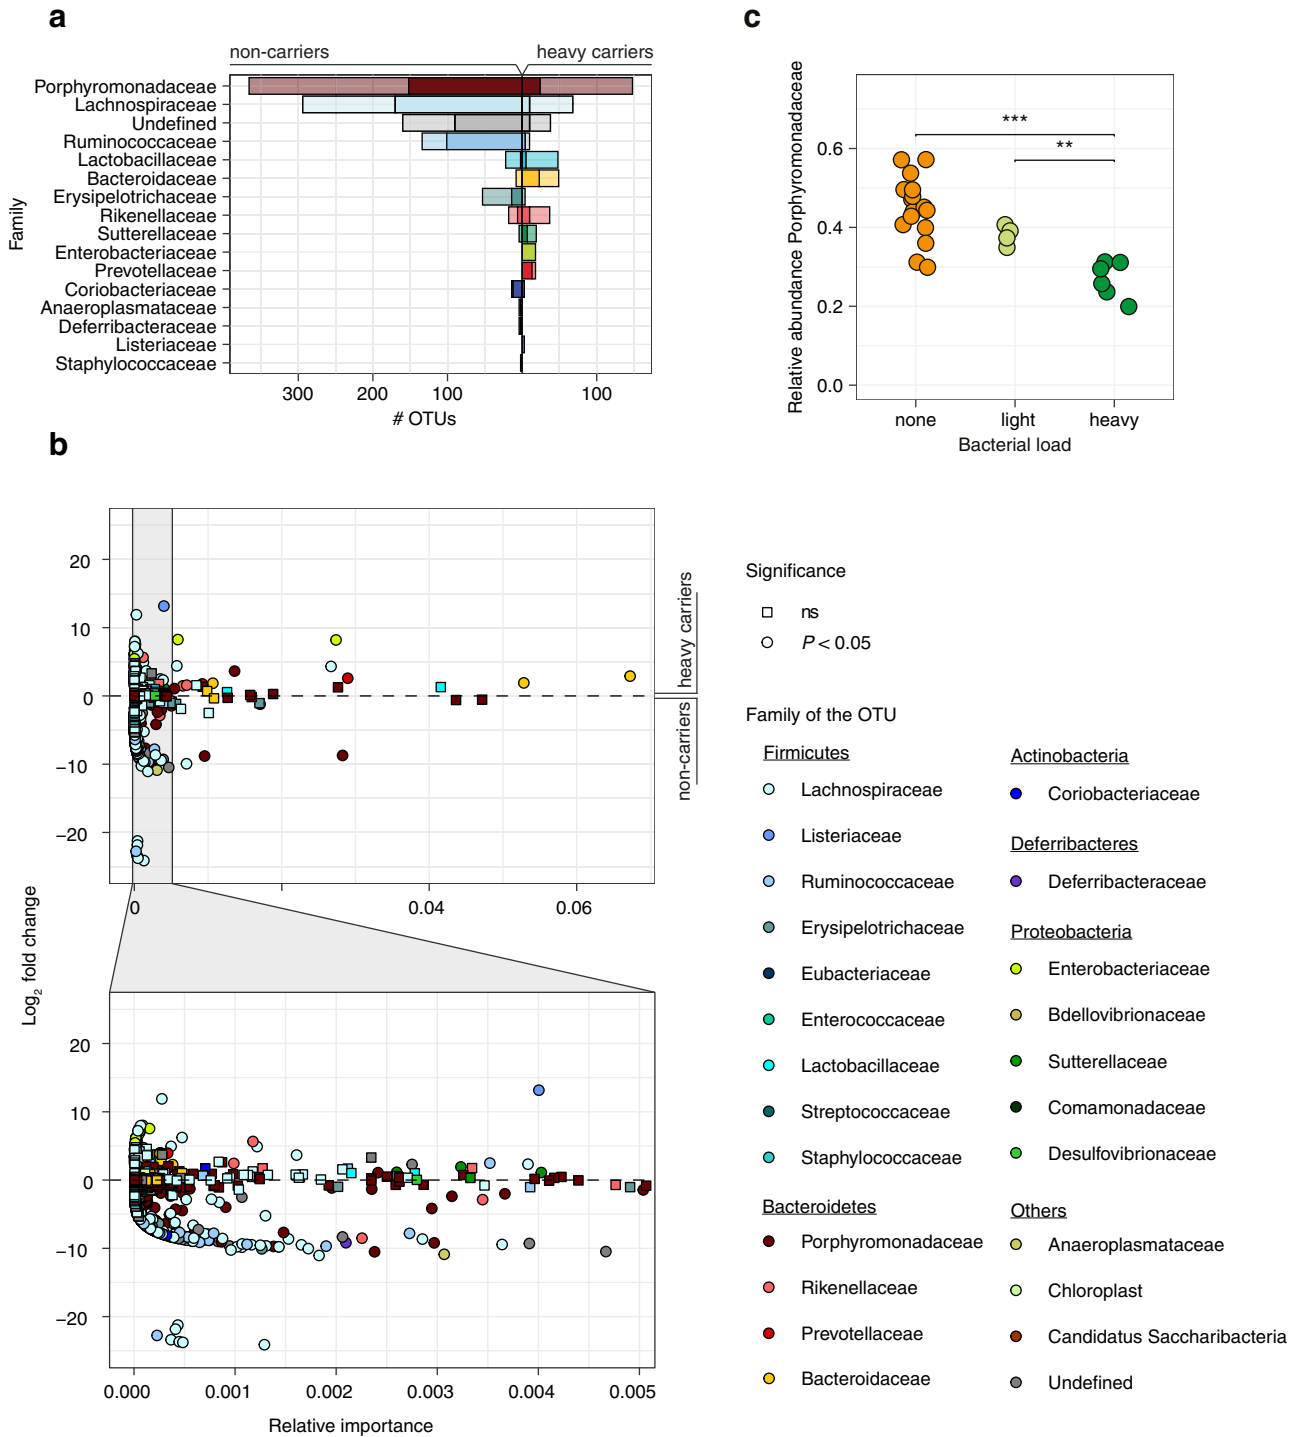 a
non-carriers
heavy carriers
Family
Porphyromonadaceae
Lachnospiraceae
Undefined
Ruminococcaceae
Lactobacillaceae
Bacteroidaceae
Erysipelotrichaceae
Rikenellaceae
Sutterellaceae
Enterobacteriaceae
Prevotellaceae
Coriobacteriaceae
Anaeroplasmataceae
Deferribacteraceae
Listeriaceae
Staphylococcaceae
300 200 100 100
# OTUs
c
Relative abundance Porphyromonadaceae
0.6
0.4
0.2
0.0
***
**
none light heavy
Bacterial load
b
Log2 fold change
20
10
0
−10
−20
heavy carriers
non-carriers
0 0.04 0.06
20
10
0
−10
−20
0.000 0.001 0.002 0.003 0.004 0.005
Relative importance
Significance
ns
P < 0.05
Family of the OTU
Firmicutes
Lachnospiraceae
Listeriaceae
Ruminococcaceae
Erysipelotrichaceae
Eubacteriaceae
Enterococcaceae
Lactobacillaceae
Streptococcaceae
Staphylococcaceae
Bacteroidetes
Porphyromonadaceae
Rikenellaceae
Prevotellaceae
Bacteroidaceae
Actinobacteria
Coriobacteriaceae
Deferribacteres
Deferribacteraceae
Proteobacteria
Enterobacteriaceae
Bdellovibrionaceae
Sutterellaceae
Comamonadaceae
Desulfovibrionaceae
Others
Anaeroplasmataceae
Chloroplast
Candidatus Saccharibacteria
Undefined